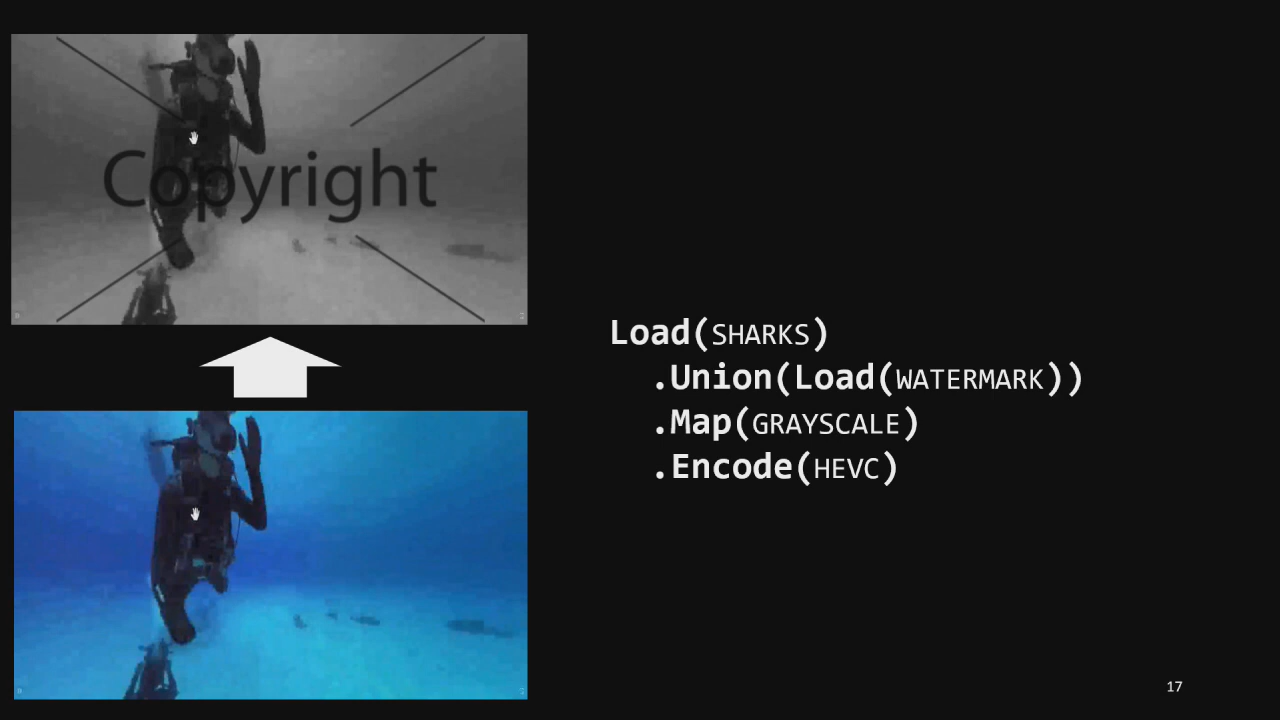 Copyright
Load(SHARKS)
.Union(Load(WATERMARK))
.Map(GRAYSCALE)
.Encode(HEVC)
17